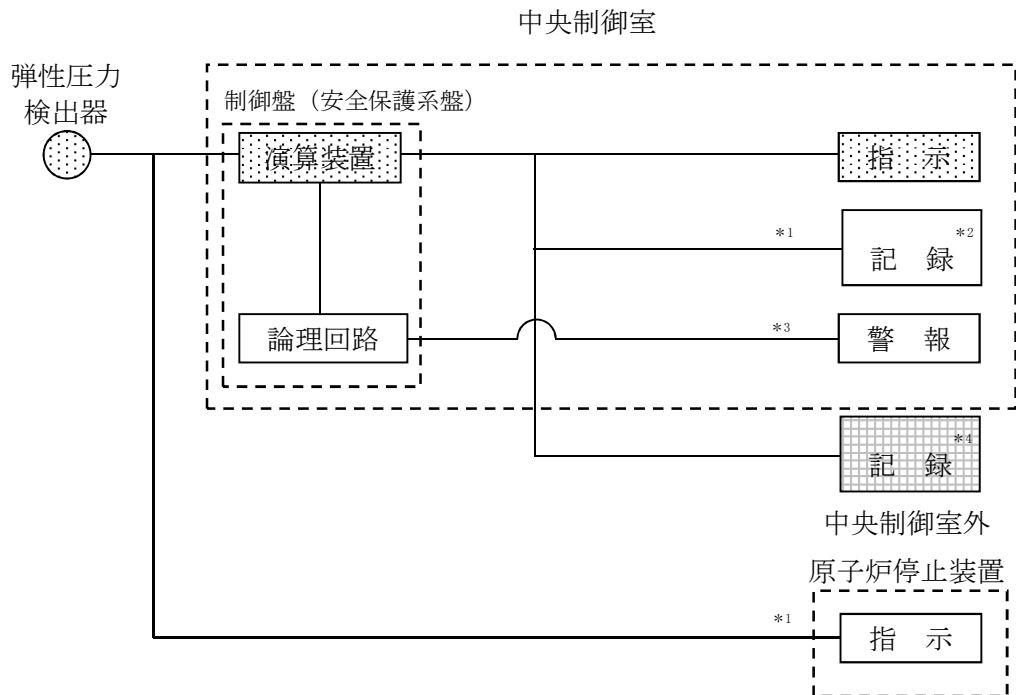 中央制御室
弾性圧力
検出器
制御盤（安全保護系盤）
演算装置
指　示
*1
記　録
*2
論理回路
*3
警　報
記　録
*4
中央制御室外
原子炉停止装置
*1
指　示